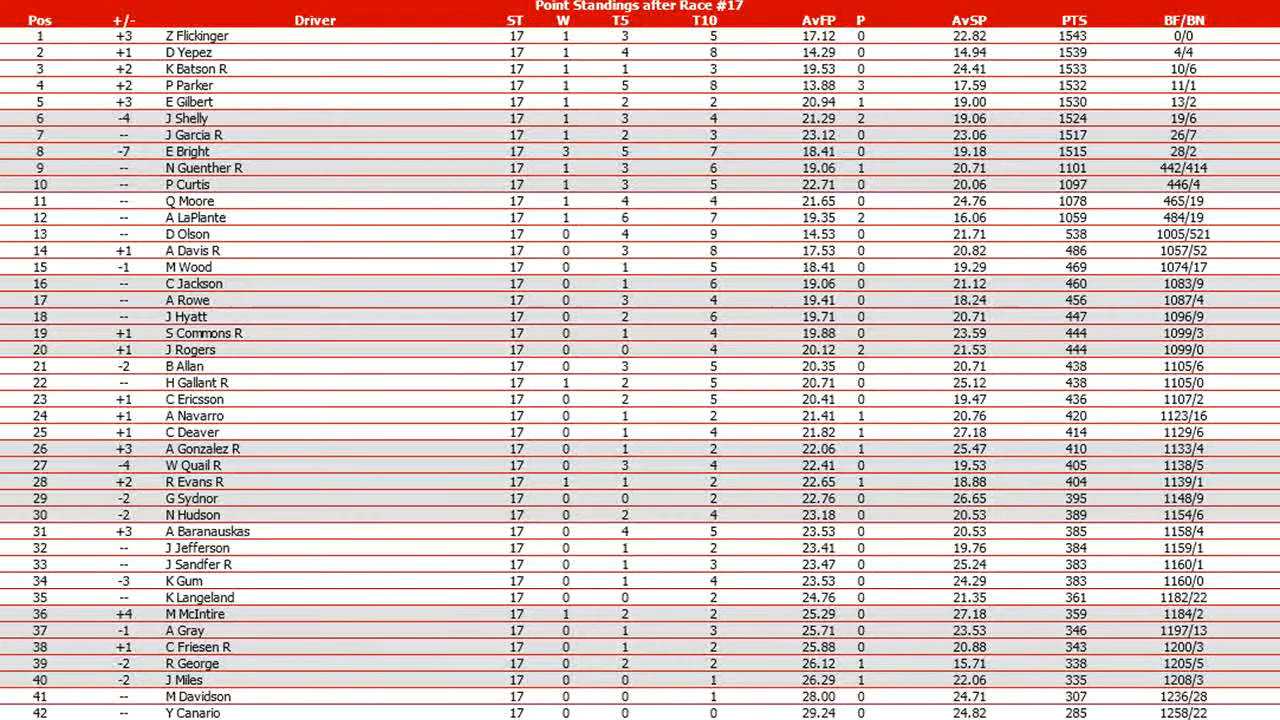 Point Standings after Race #17
Pos +/- Driver ST W T5 T10 AvFP P AvSP PTS BF/BN
1 +3 Z Flickinger 17 1 3 5 17.12 0 22.82 1543 0/0
2 +1 D Yepez 17 1 4 8 14.29 0 14.94 1539 4/4
3 +2 K Batson R 17 1 1 3 19.53 0 24.41 1533 10/6
4 +2 P Parker 17 1 5 8 13.88 3 17.59 1532 11/1
5 +3 E Gilbert 17 1 2 2 20.94 1 19.00 1530 13/2
6 -4 J Shelly 17 1 3 4 21.29 2 19.06 1524 19/6
7 -- J Garcia R 17 1 2 3 23.12 0 23.06 1517 26/7
8 -7 E Bright 17 3 5 7 18.41 0 19.18 1515 28/2
9 -- N Guenther R 17 1 3 6 19.06 1 20.71 1101 442/414
10 -- P Curtis 17 1 3 5 22.71 0 20.06 1097 446/4
11 -- Q Moore 17 1 4 4 21.65 0 24.76 1078 465/19
12 -- A LaPlante 17 1 6 7 19.35 2 16.06 1059 484/19
13 -- D Olson 17 0 4 9 14.53 0 21.71 538 1005/521
14 +1 A Davis R 17 0 3 8 17.53 0 20.82 486 1057/52
15 -1 M Wood 17 0 1 5 18.41 0 19.29 469 1074/17
16 -- C Jackson 17 0 1 6 19.06 0 21.12 460 1083/9
17 -- A Rowe 17 0 3 4 19.41 0 18.24 456 1087/4
18 -- J Hyatt 17 0 2 6 19.71 0 20.71 447 1096/9
19 +1 S Commons R 17 0 1 4 19.88 0 23.59 444 1099/3
20 +1 J Rogers 17 0 0 4 20.12 2 21.53 444 1099/0
21 -2 B Allan 17 0 3 5 20.35 0 20.71 438 1105/6
22 -- H Gallant R 17 1 2 5 20.71 0 25.12 438 1105/0
23 +1 C Ericsson 17 0 2 5 20.41 0 19.47 436 1107/2
24 +1 A Navarro 17 0 1 2 21.41 1 20.76 420 1123/16
25 +1 C Deaver 17 0 1 4 21.82 1 27.18 414 1129/6
26 +3 A Gonzalez R 17 0 1 2 22.06 1 25.47 410 1133/4
27 -4 W Quail R 17 0 3 4 22.41 0 19.53 405 1138/5
28 +2 R Evans R 17 1 1 2 22.65 1 18.88 404 1139/1
29 -2 G Sydnor 17 0 0 2 22.76 0 26.65 395 1148/9
30 -2 N Hudson 17 0 2 4 23.18 0 20.53 389 1154/6
31 +3 A Baranauskas 17 0 4 5 23.53 0 20.53 385 1158/4
32 -- J Jefferson 17 0 1 2 23.41 0 19.76 384 1159/1
33 -- J Sandfer R 17 0 1 3 23.47 0 25.24 383 1160/1
34 -3 K Gum 17 0 1 4 23.53 0 24.29 383 1160/0
35 -- K Langeland 17 0 0 2 24.76 0 21.35 361 1182/22
36 +4 M McIntire 17 1 2 2 25.29 0 27.18 359 1184/2
37 -1 A Gray 17 0 1 3 25.71 0 23.53 346 1197/13
38 +1 C Friesen R 17 0 1 2 25.88 0 20.88 343 1200/3
39 -2 R George 17 0 2 2 26.12 1 15.71 338 1205/5
40 -2 J Miles 17 0 0 1 26.29 1 22.06 335 1208/3
41 -- M Davidson 17 0 0 1 28.00 0 24.71 307 1236/28
42 -- Y Canario 17 0 0 0 29.24 0 24.82 285 1258/22